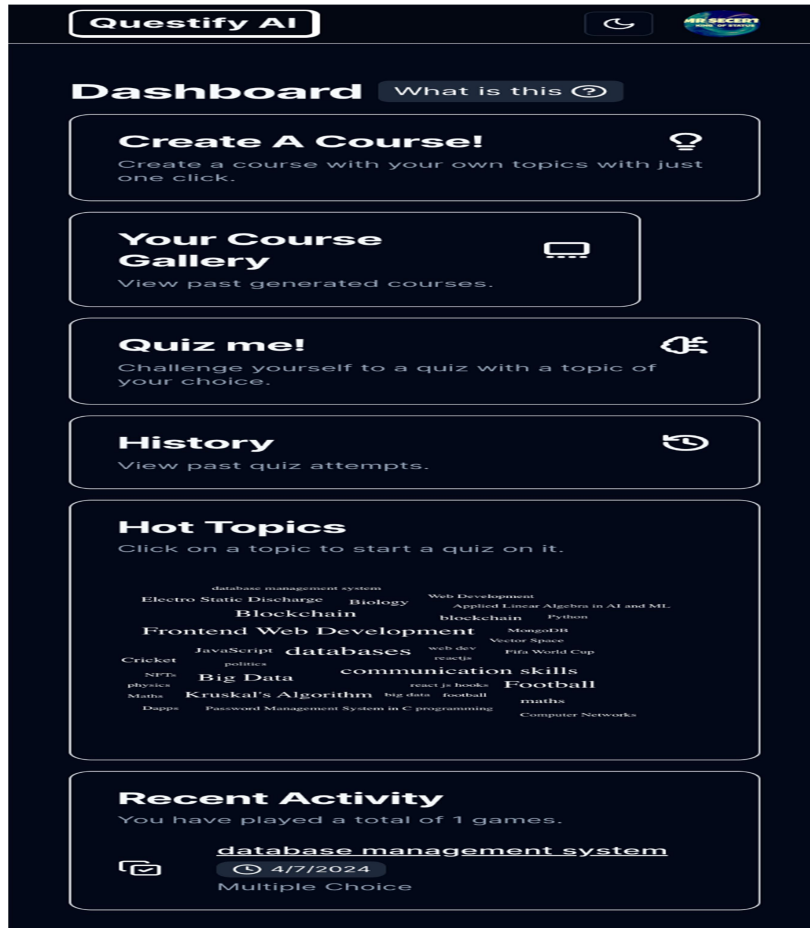 Questify AI
MR SECERT
KING OF STATUS
Dashboard
What is this
Create A Course!
Create a course with your own topics with just
one click.
Your Course
Gallery
View past generated courses.
Quiz me!
Challenge yourself to a quiz with a topic of
your choice.
History
View past quiz attempts.
Hot Topics
Click on a topic to start a quiz on it.
database management system
Electro Static Discharge
Biology
Web Development
Applied Linear Algebra in AI and ML
Blockchain
blockchain
Python
Frontend Web Development
MongoDB
Vector Space
JavaScript
databases
web dev
Fifa World Cup
Cricket
politics
reactjs
NFTs
Big Data
communication skills
physics
react js hooks
Football
Maths
Kruskal's Algorithm
big data
football
maths
Dapps
Password Management System in C programming
Computer Networks
Recent Activity
You have played a total of 1 games.
database management system
4/7/2024
Multiple Choice